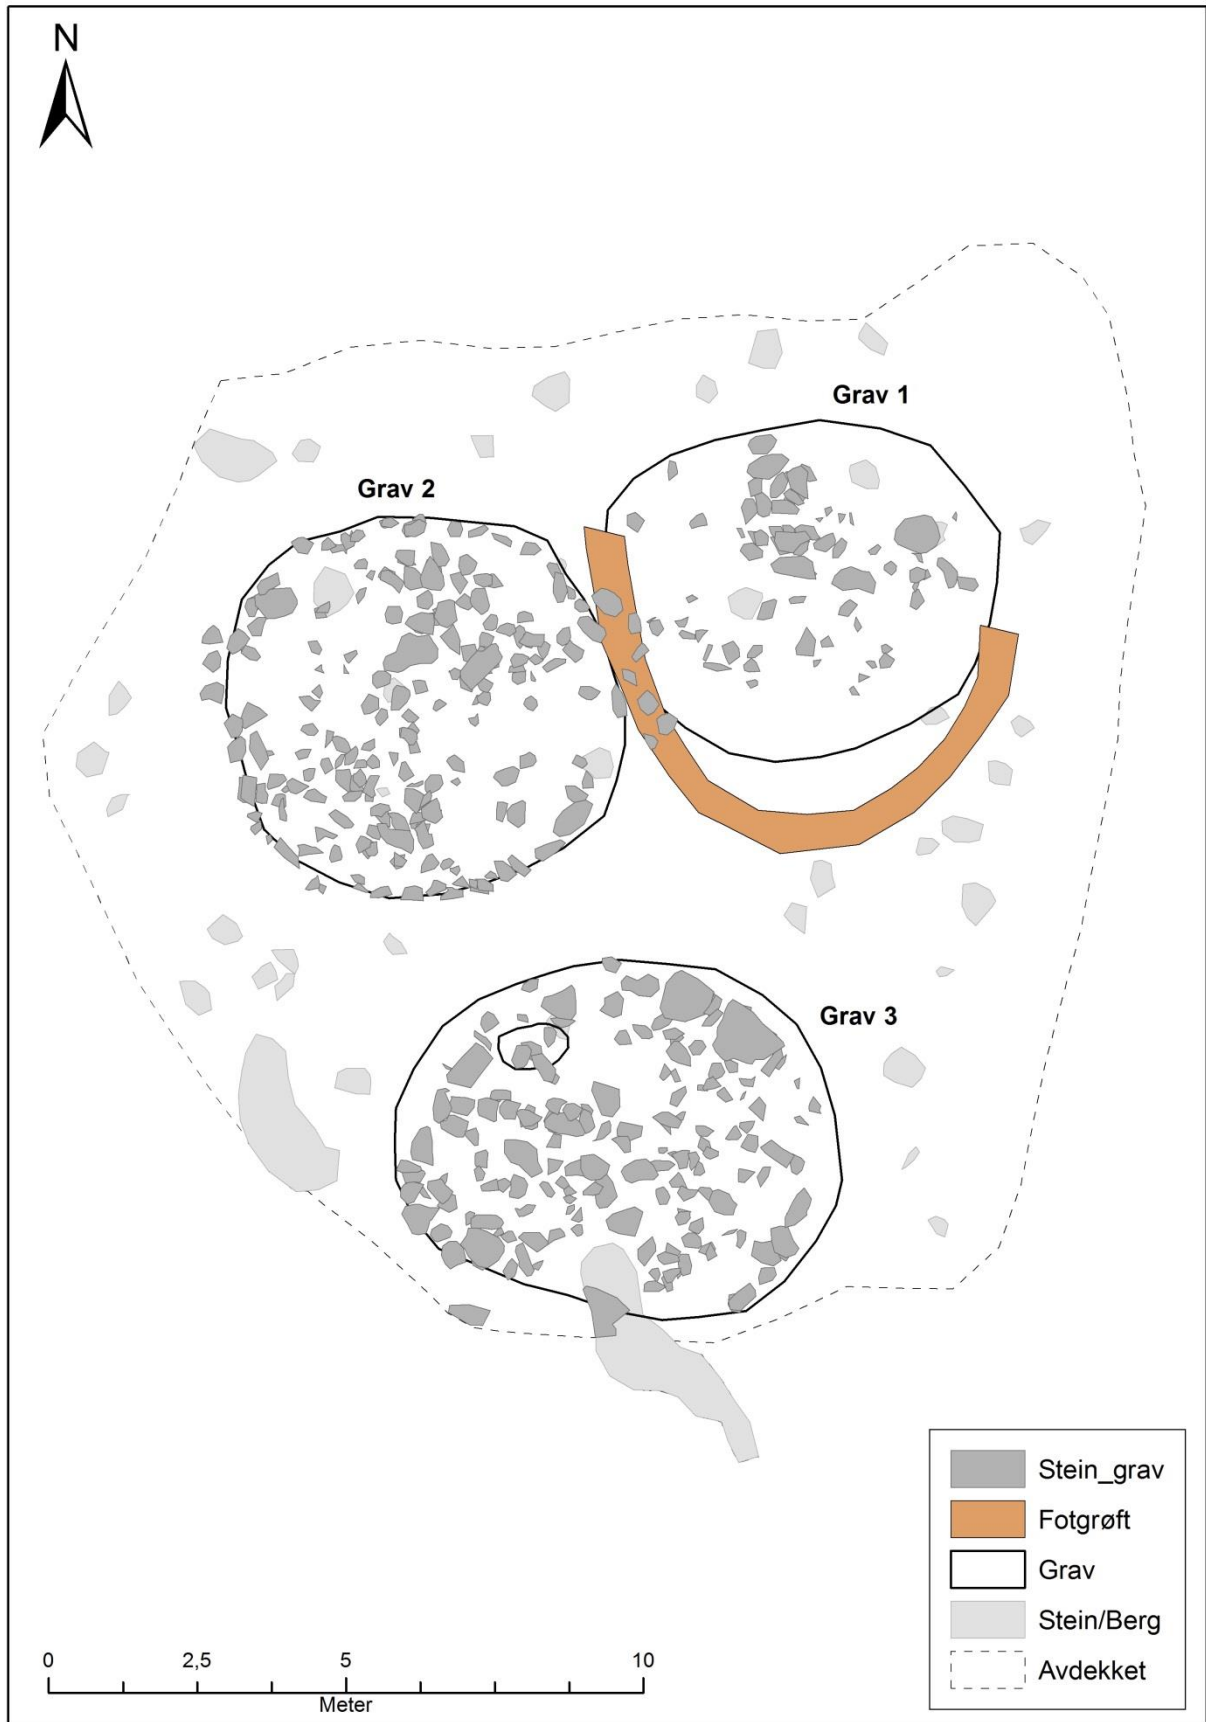 N
Grav 1
Grav 2
Grav 3
Stein_grav
Fotgrøft
Grav
Stein/Berg
Avdekket
0 2,5 5 10
Meter